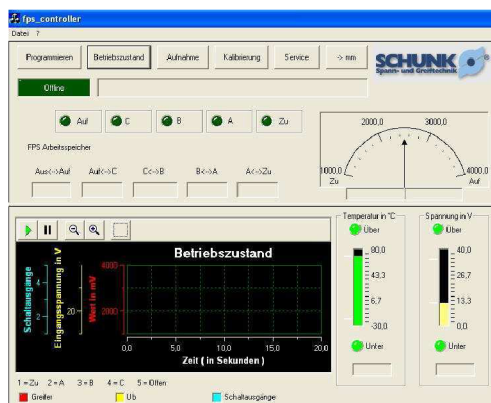 fps_controller
Datei ?
Programmieren Betriebszustand Aufnahme Kalibrierung Service -> mm
SCHUNK
Spann- und Greiftechnik
Offline
Auf C B A Zu
FPS Arbeitsspeicher
Aus<->Auf Auf<->C C<->B B<->A A<->Zu
2000,0 3000,0
1000,0 4000,0
Zu Auf
Temperatur in °C Spannung in V
Über Über
80,0 40,0
43,3 26,7
6,7 13,3
-30,0 0,0
Unter Unter
Betriebszustand
Schaltausgänge
Eingangsspannung in V
Wert in mV
4 4000
20
2 2000
0,0 5,0 10,0 15,0 20,0
Zeit ( in Sekunden )
1 = Zu 2 = A 3 = B 4 = C 5 = Offen
Greifer Ub Schaltausgänge